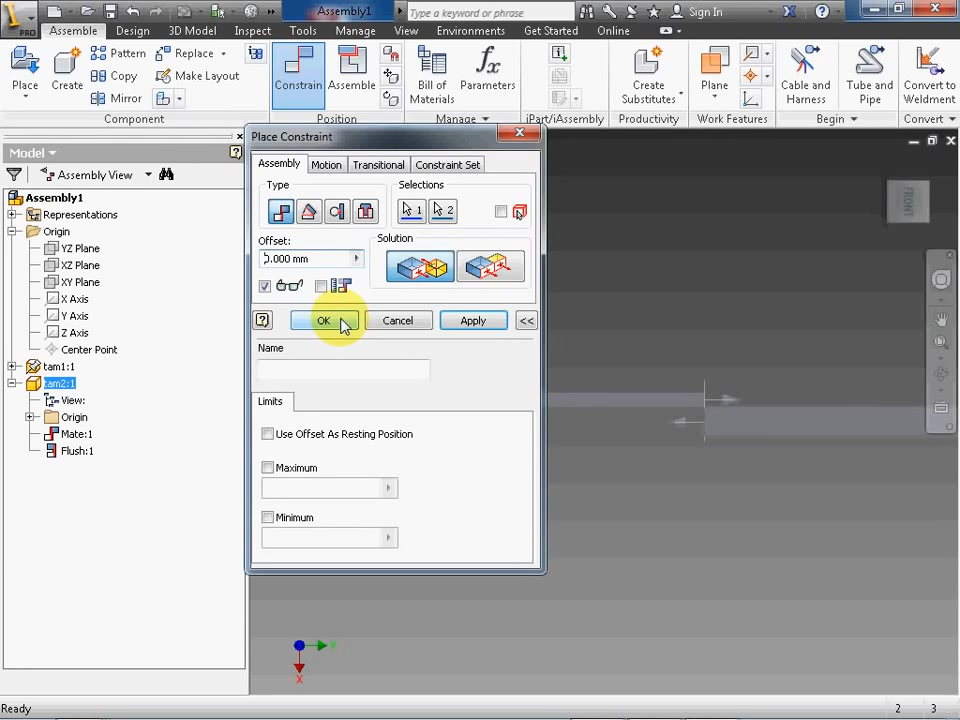 Assembly1
Type a keyword or phrase
Sign In
PRO
Assemble Design 3D Model Inspect Tools Manage View Environments Get Started Online
Place
Create
Pattern
Copy
Mirror
Replace
Make Layout
Constrain
Assemble
Bill of Materials
Parameters
Create Substitutes
Plane
Cable and Harness
Tube and Pipe
Convert to Weldment
Component
Position
Manage
iPart/iAssembly
Productivity
Work Features
Begin
Convert
Model
Assembly View
Assembly1
Representations
Origin
YZ Plane
XZ Plane
XY Plane
X Axis
Y Axis
Z Axis
Center Point
tam1:1
tam2:1
View:
Origin
Mate:1
Flush:1
Place Constraint
Assembly Motion Transitional Constraint Set
Type
Selections
1 2
Offset:
.000 mm
Solution
OK Cancel Apply <<
Name
Limits
Use Offset As Resting Position
Maximum
Minimum
FRONT
Y
X
Ready
2 3